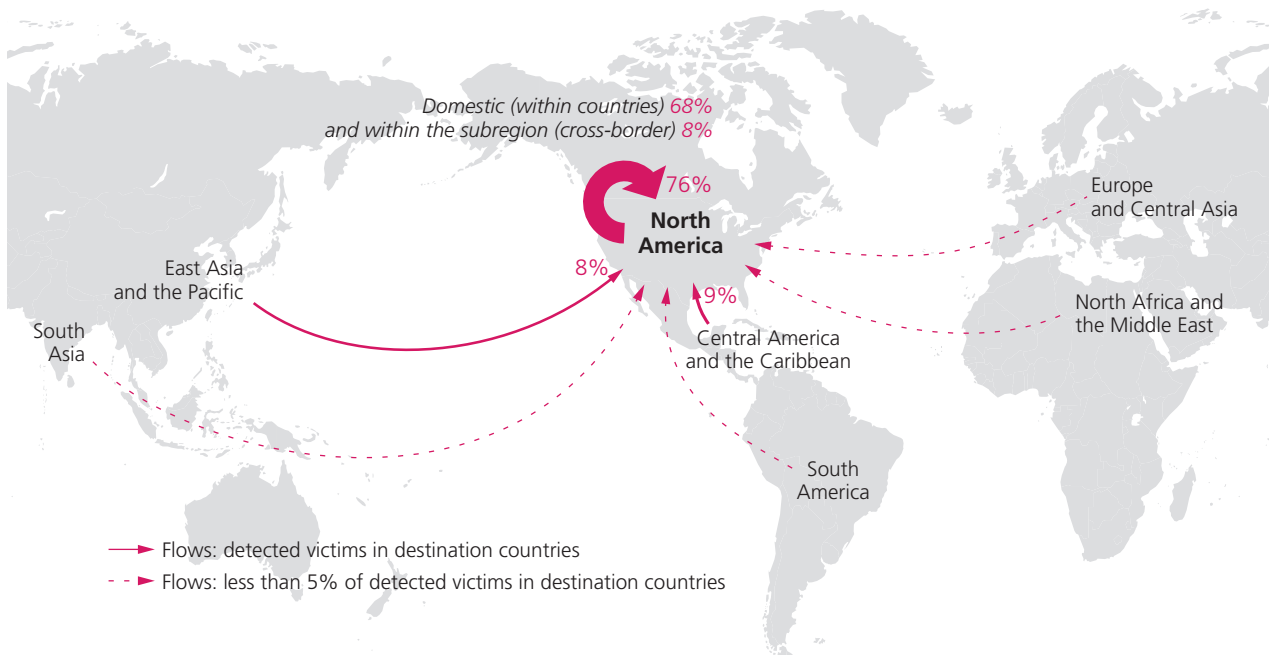 Domestic (within countries) 68%
and within the subregion (cross-border) 8%
76%
North
America
Europe
and Central Asia
8%
East Asia
and the Pacific
9%
North Africa and
the Middle East
South
Asia
Central America
and the Caribbean
South
America
Flows: detected victims in destination countries
Flows: less than 5% of detected victims in destination countries